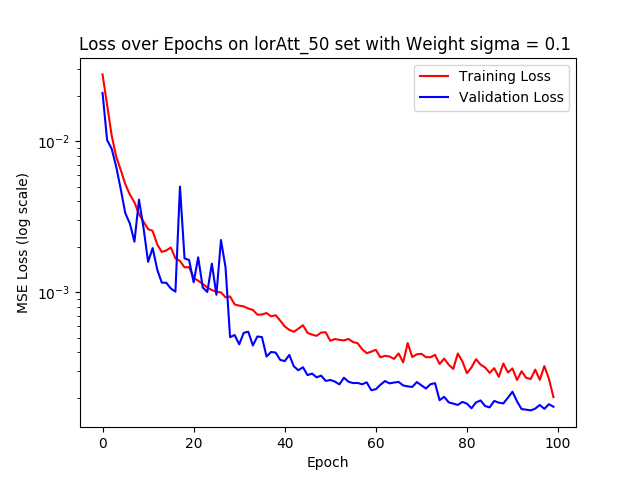 Loss over Epochs on lorAtt_50 set with Weight sigma = 0.1
Training Loss
Validation Loss
10⁻²
10⁻³
MSE Loss (log scale)
0 20 40 60 80 100
Epoch